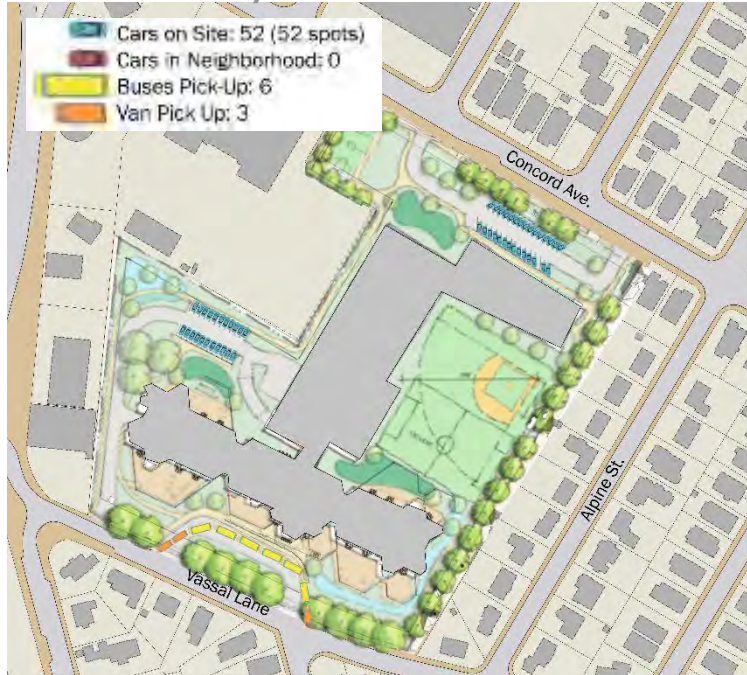 Cars on Site: 52 (52 spots)
Cars in Neighborhood: 0
Buses Pick-Up: 6
Van Pick Up: 3
Concord Ave.
Alpine St.
Vassal Lane